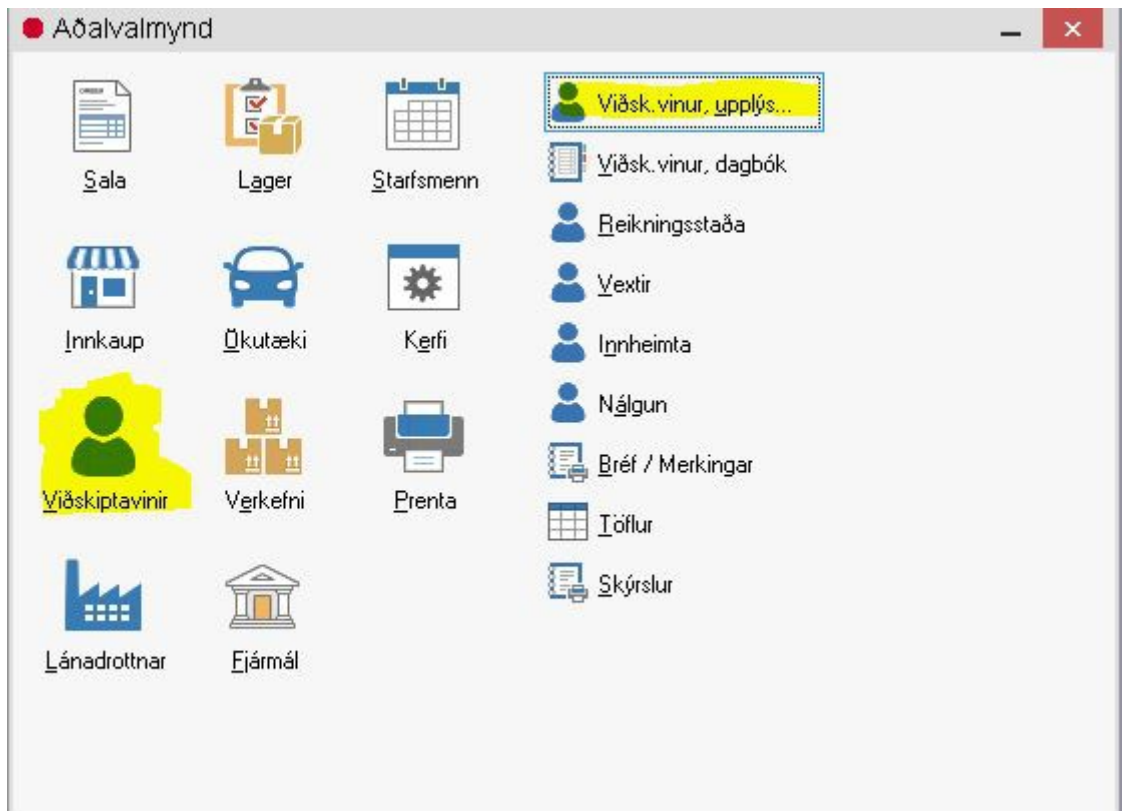 Aðalvalmynd
Sala
Lager
Starfsmenn
Innkaup
Ökutæki
Kerfi
Viðskiptavinir
Verkefni
Prenta
Lánadrottnar
Fjármál
Viðsk.vinur, upplýs...
Viðsk.vinur, dagbók
Reikningsstaða
Vextir
Innheimta
Nálgun
Bréf / Merkingar
Töflur
Skýrslur